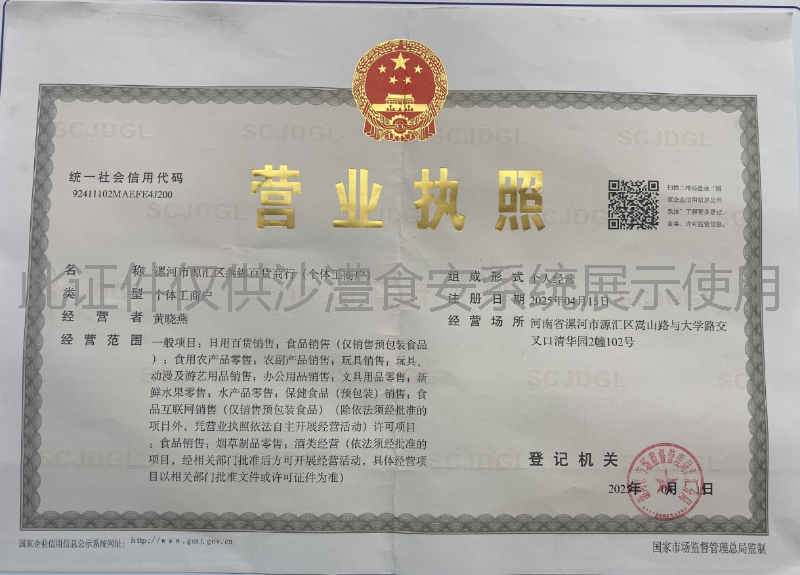 统一社会信用代码
92411102MAEFE4J200
营业执照
扫描二维码登录“国
家企业信用信息公示
系统”了解更多登记、
备案、许可监管信息。
名称 漯河市源汇区燕鸽百货商行（个体工商户）
类型 个体工商户
经营者 黄晓燕
经营范围 一般项目：日用百货销售；食品销售（仅销售预包装食品
）；食用农产品零售；农副产品销售；玩具销售；玩具、
动漫及游艺用品销售；办公用品销售；文具用品零售；新
鲜水果零售；水产品零售；保健食品（预包装）销售；食
品互联网销售（仅销售预包装食品）（除依法须经批准的
项目外，凭营业执照依法自主开展经营活动）许可项目
：食品销售；烟草制品零售；酒类经营（依法须经批准的
项目，经相关部门批准后方可开展经营活动，具体经营项
目以相关部门批准文件或许可证件为准）
组成形式 个人经营
注册日期 2025年04月15日
经营场所 河南省漯河市源汇区嵩山路与大学路交
叉口清华园2幢102号
此证件仅供沙澧食安系统展示使用
登记机关
2025年 月 日
国家企业信用信息公示系统网址： http://www.gsxt.gov.cn
国家市场监督管理总局监制
SCJDGL